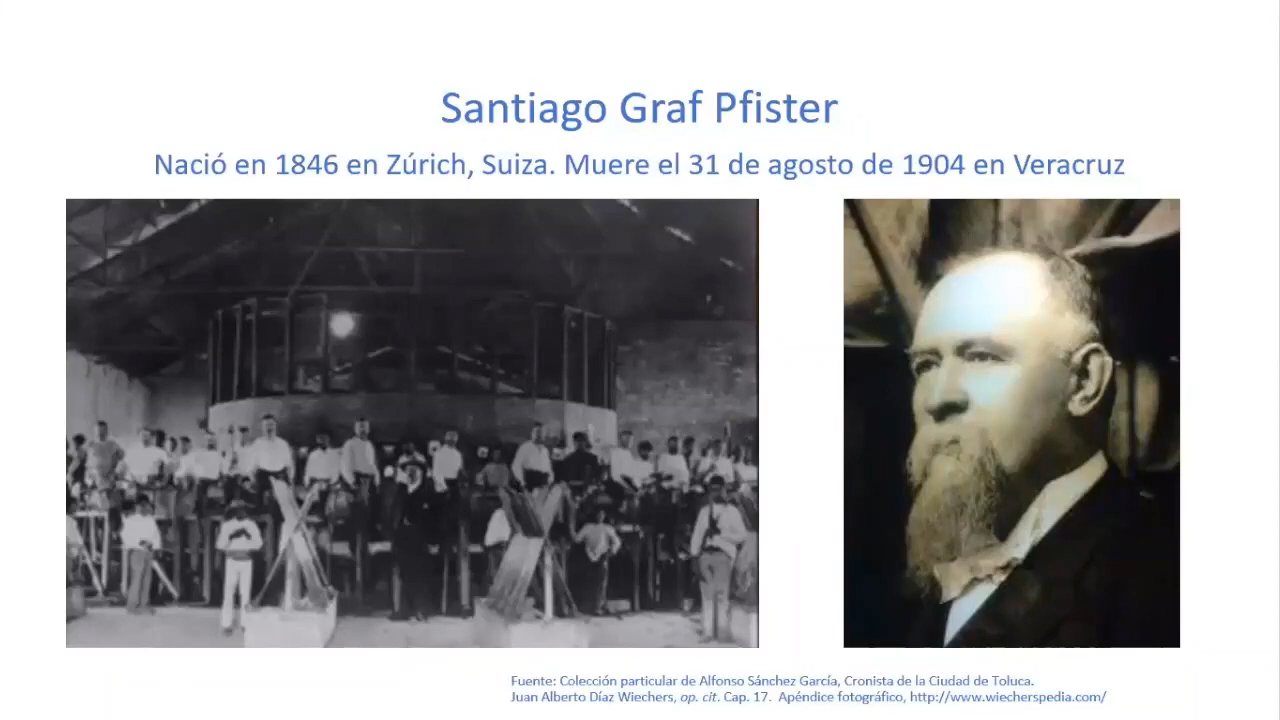 Santiago Graf Pfister
Nació en 1846 en Zúrich, Suiza. Muere el 31 de agosto de 1904 en Veracruz
Fuente: Colección particular de Alfonso Sánchez García, Cronista de la Ciudad de Toluca.
Juan Alberto Díaz Wiechers, op. cit. Cap. 17. Apéndice fotográfico, http://www.wiecherspedia.com/